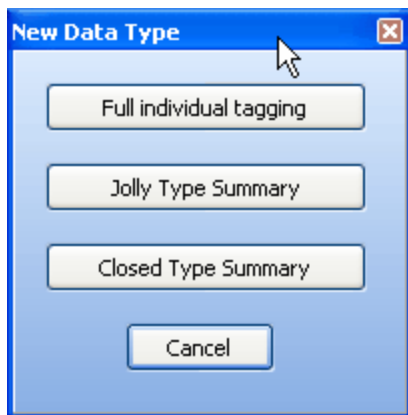 New Data Type
Full individual tagging
Jolly Type Summary
Closed Type Summary
Cancel